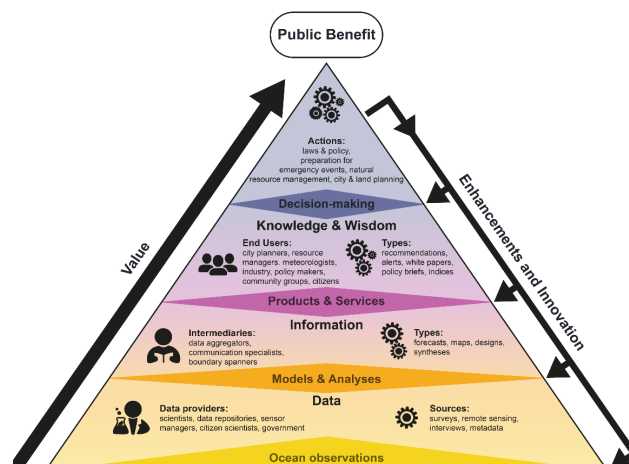 Public Benefit
Actions:
laws & policy,
preparation for
emergency events, natural
resource management, city & land planning
Decision-making
Knowledge & Wisdom
End Users:
city planners, resource
managers. meteorologists,
industry, policy makers,
community groups, citizens
Types:
recommendations,
alerts, white papers,
policy briefs, indices
Products & Services
Information
Intermediaries:
data aggregators,
communication specialists,
boundary spanners
Types:
forecasts, maps, designs,
syntheses
Models & Analyses
Data
Data providers:
scientists, data repositories, sensor
managers, citizen scientists, government
Sources:
surveys, remote sensing,
interviews, metadata
Ocean observations
Value
Enhancements and Innovation